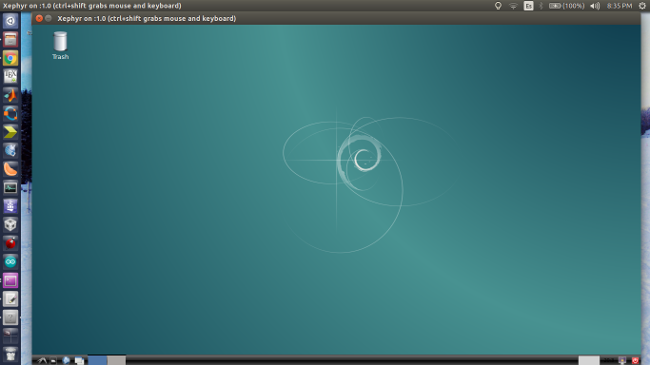 Xephyr on :1.0 (ctrl+shift grabs mouse and keyboard)
Es
(100%)
8:35 PM
Xephyr on :1.0 (ctrl+shift grabs mouse and keyboard)
Trash